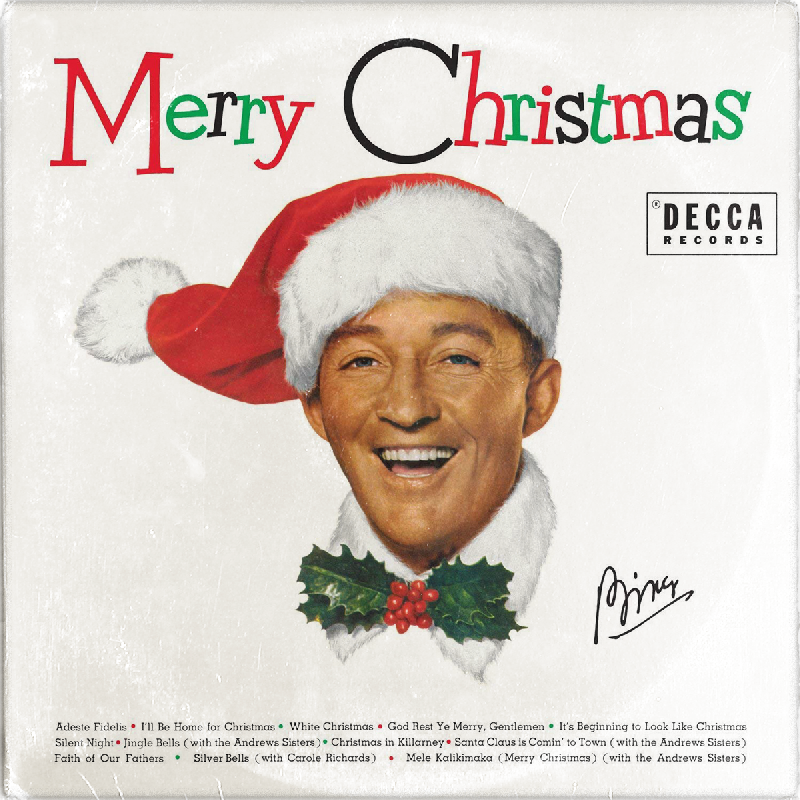 Merry Christmas
® DECCA
RECORDS
Bing
Adeste Fidelis • I'll Be Home for Christmas • White Christmas • God Rest Ye Merry, Gentlemen • It's Beginning to Look Like Christmas
Silent Night • Jingle Bells (with the Andrews Sisters) • Christmas in Killarney • Santa Claus is Comin' to Town (with the Andrews Sisters)
Faith of Our Fathers • Silver Bells (with Carole Richards) • Mele Kalikimaka (Merry Christmas) (with the Andrews Sisters)